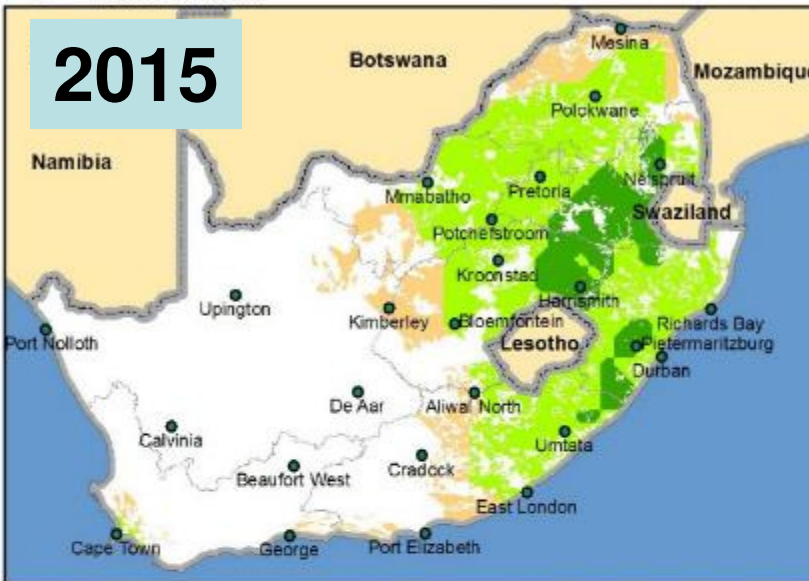 2015
Botswana
Mesina
Mozambique
Polokwane
Namibia
Nelspruit
Mmabatho
Pretoria
Swaziland
Potchefstroom
Kroonstad
Harrismith
Upington
Kimberley
Bloemfontein
Richards Bay
Port Nolloth
Lesotho
Pietermaritzburg
Durban
De Aar
Aliwal North
Calvinia
Umtata
Cradock
Beaufort West
East London
Cape Town
George
Port Elizabeth